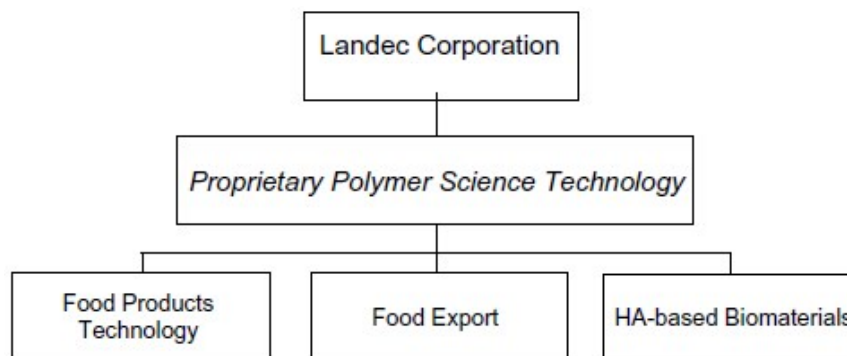 Landec Corporation
Proprietary Polymer Science Technology
Food Products
Technology
Food Export
HA-based Biomaterials